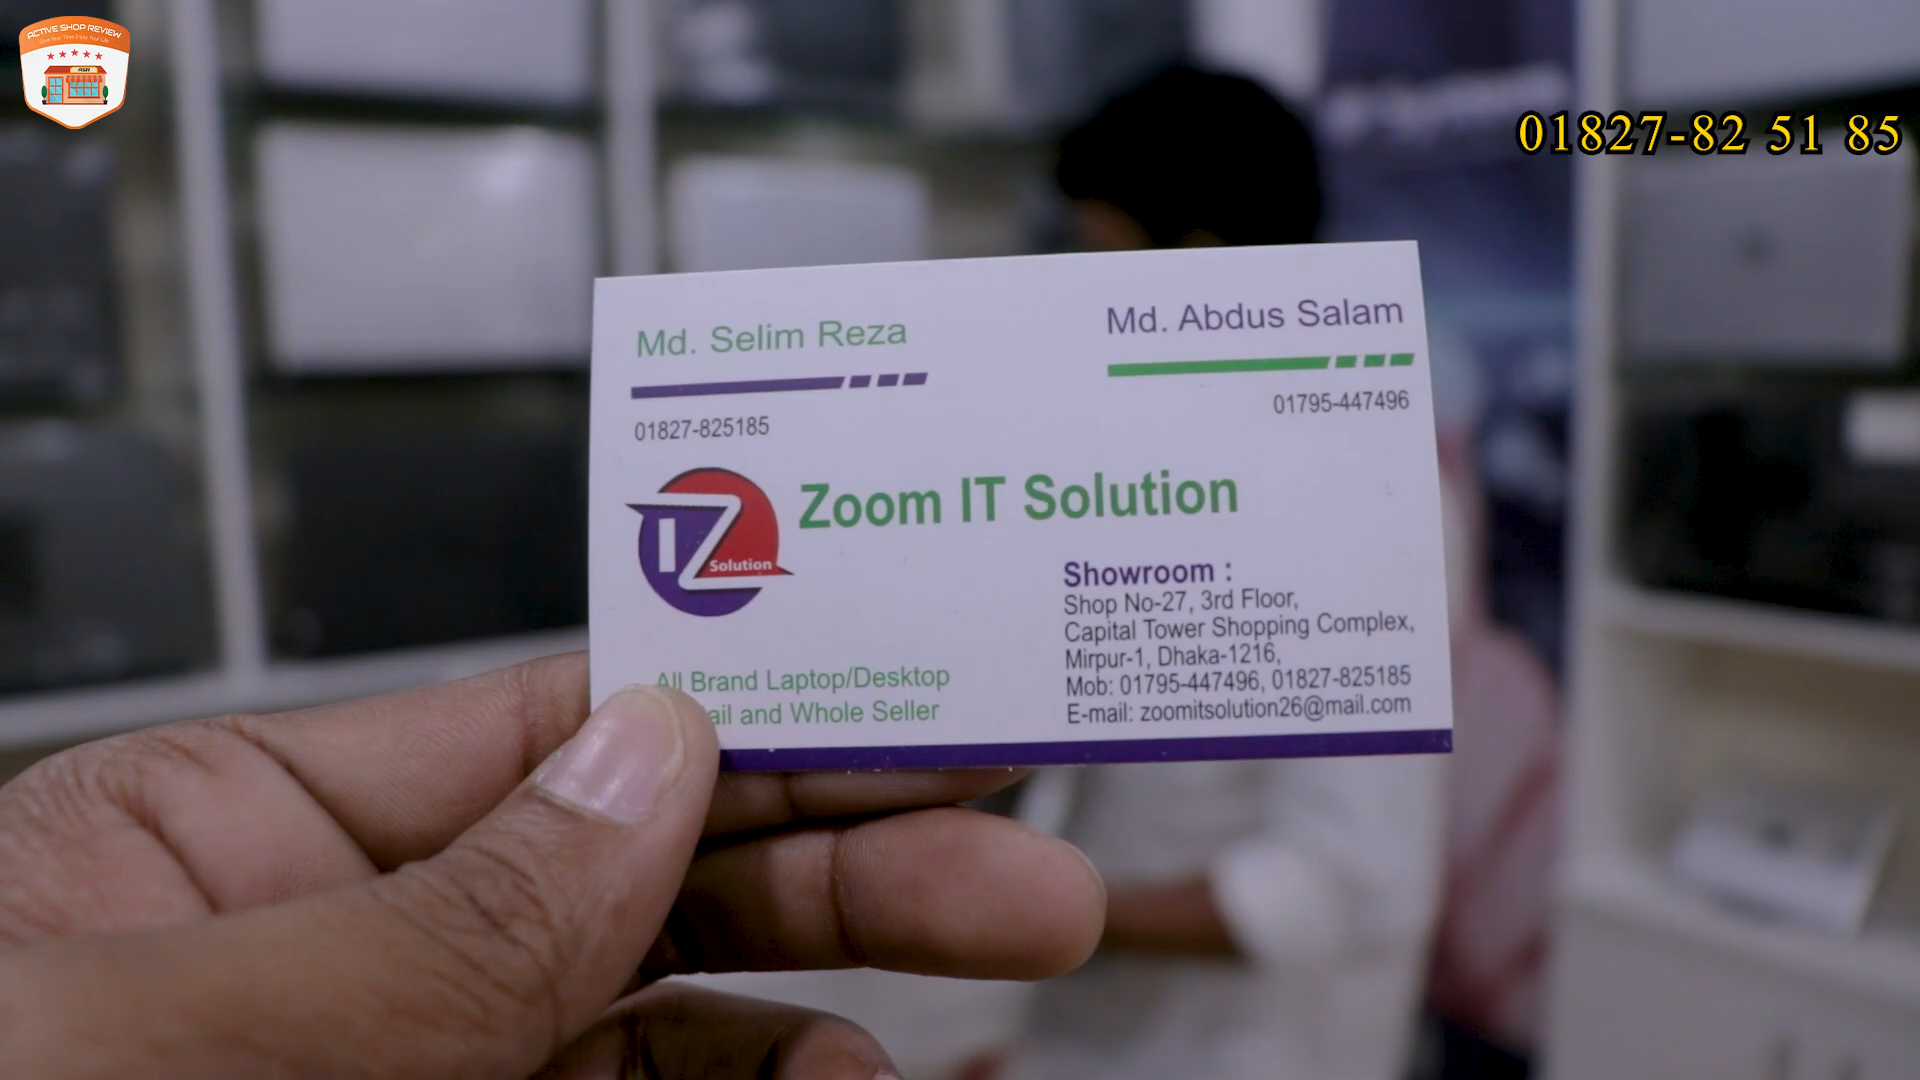 ACTIVE SHOP REVIEW
ASR
01827-82 51 85
Md. Selim Reza
Md. Abdus Salam
01827-825185
01795-447496
IZ
Solution
Zoom IT Solution
Showroom :
Shop No-27, 3rd Floor,
Capital Tower Shopping Complex,
Mirpur-1, Dhaka-1216,
Mob: 01795-447496, 01827-825185
E-mail: zoomitsolution26@mail.com
All Brand Laptop/Desktop
and Whole Seller